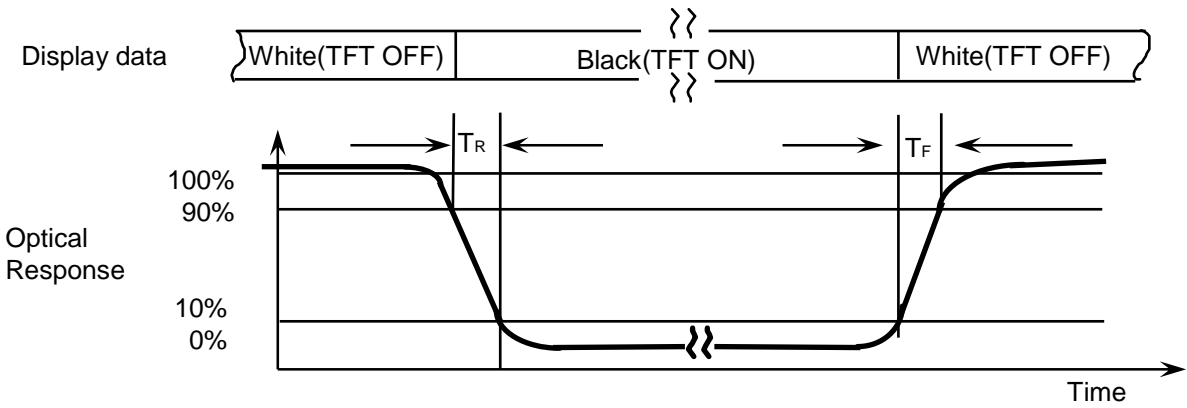 Display data
White(TFT OFF)
Black(TFT ON)
White(TFT OFF)
TR
TF
100%
90%
Optical
Response
10%
0%
Time